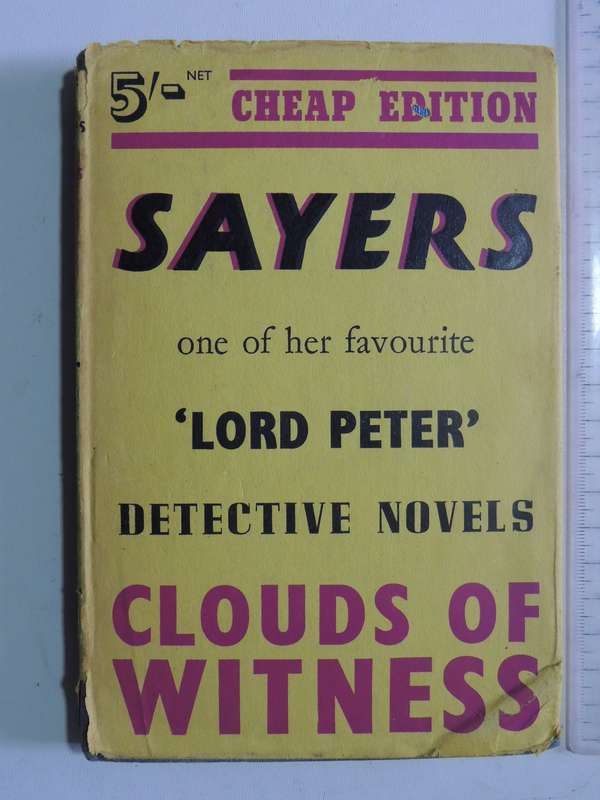 5/- NET
CHEAP EDITION
SAYERS
one of her favourite
‘LORD PETER’
DETECTIVE NOVELS
CLOUDS OF
WITNESS